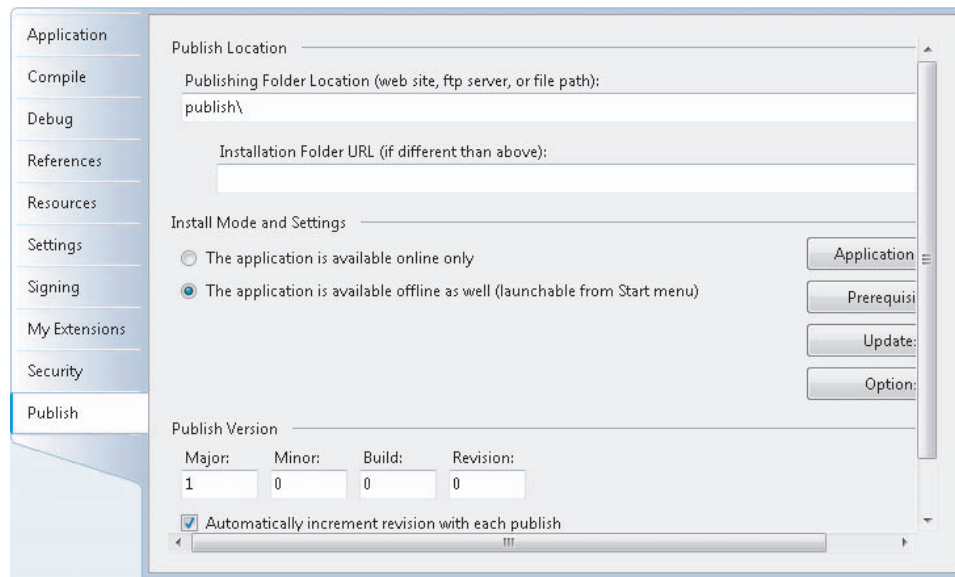 Application
Compile
Debug
References
Resources
Settings
Signing
My Extensions
Security
Publish
Publish Location
Publishing Folder Location (web site, ftp server, or file path):
publish\
Installation Folder URL (if different than above):
Install Mode and Settings
The application is available online only
The application is available offline as well (launchable from Start menu)
Application
Prerequisi
Update
Option
Publish Version
Major: Minor: Build: Revision:
1 0 0 0
Automatically increment revision with each publish